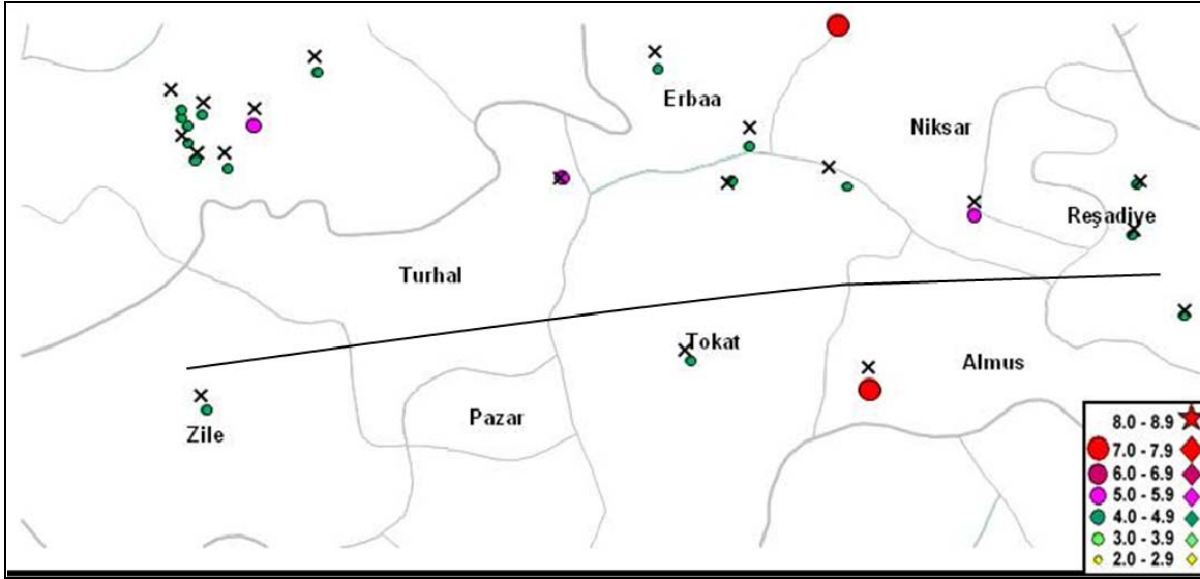 Erbaa
Niksar
Reşadiye
Turhal
Tokat
Almus
Pazar
Zile
8.0 - 8.9
7.0 - 7.9
6.0 - 6.9
5.0 - 5.9
4.0 - 4.9
3.0 - 3.9
2.0 - 2.9